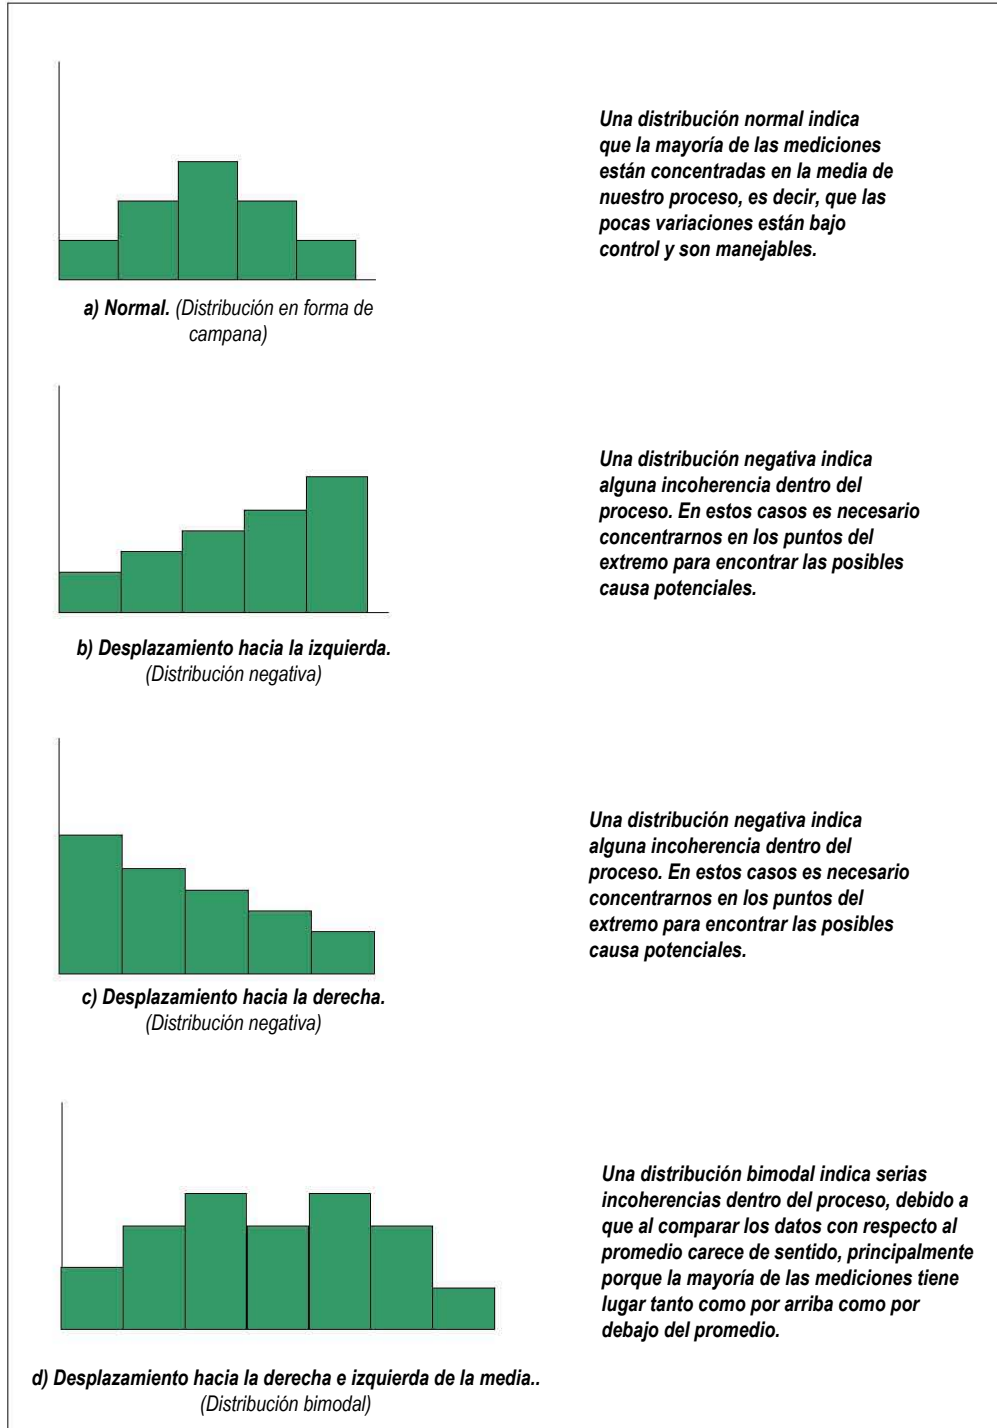 Una distribución normal indica
que la mayoría de las mediciones
están concentradas en la media de
nuestro proceso, es decir, que las
pocas variaciones están bajo
control y son manejables.
a) Normal. (Distribución en forma de
campana)
Una distribución negativa indica
alguna incoherencia dentro del
proceso. En estos casos es necesario
concentrarnos en los puntos del
extremo para encontrar las posibles
causa potenciales.
b) Desplazamiento hacia la izquierda.
(Distribución negativa)
Una distribución negativa indica
alguna incoherencia dentro del
proceso. En estos casos es necesario
concentrarnos en los puntos del
extremo para encontrar las posibles
causa potenciales.
c) Desplazamiento hacia la derecha.
(Distribución negativa)
Una distribución bimodal indica serias
incoherencias dentro del proceso, debido a
que al comparar los datos con respecto al
promedio carece de sentido, principalmente
porque la mayoría de las mediciones tiene
lugar tanto como por arriba como por
debajo del promedio.
d) Desplazamiento hacia la derecha e izquierda de la media..
(Distribución bimodal)